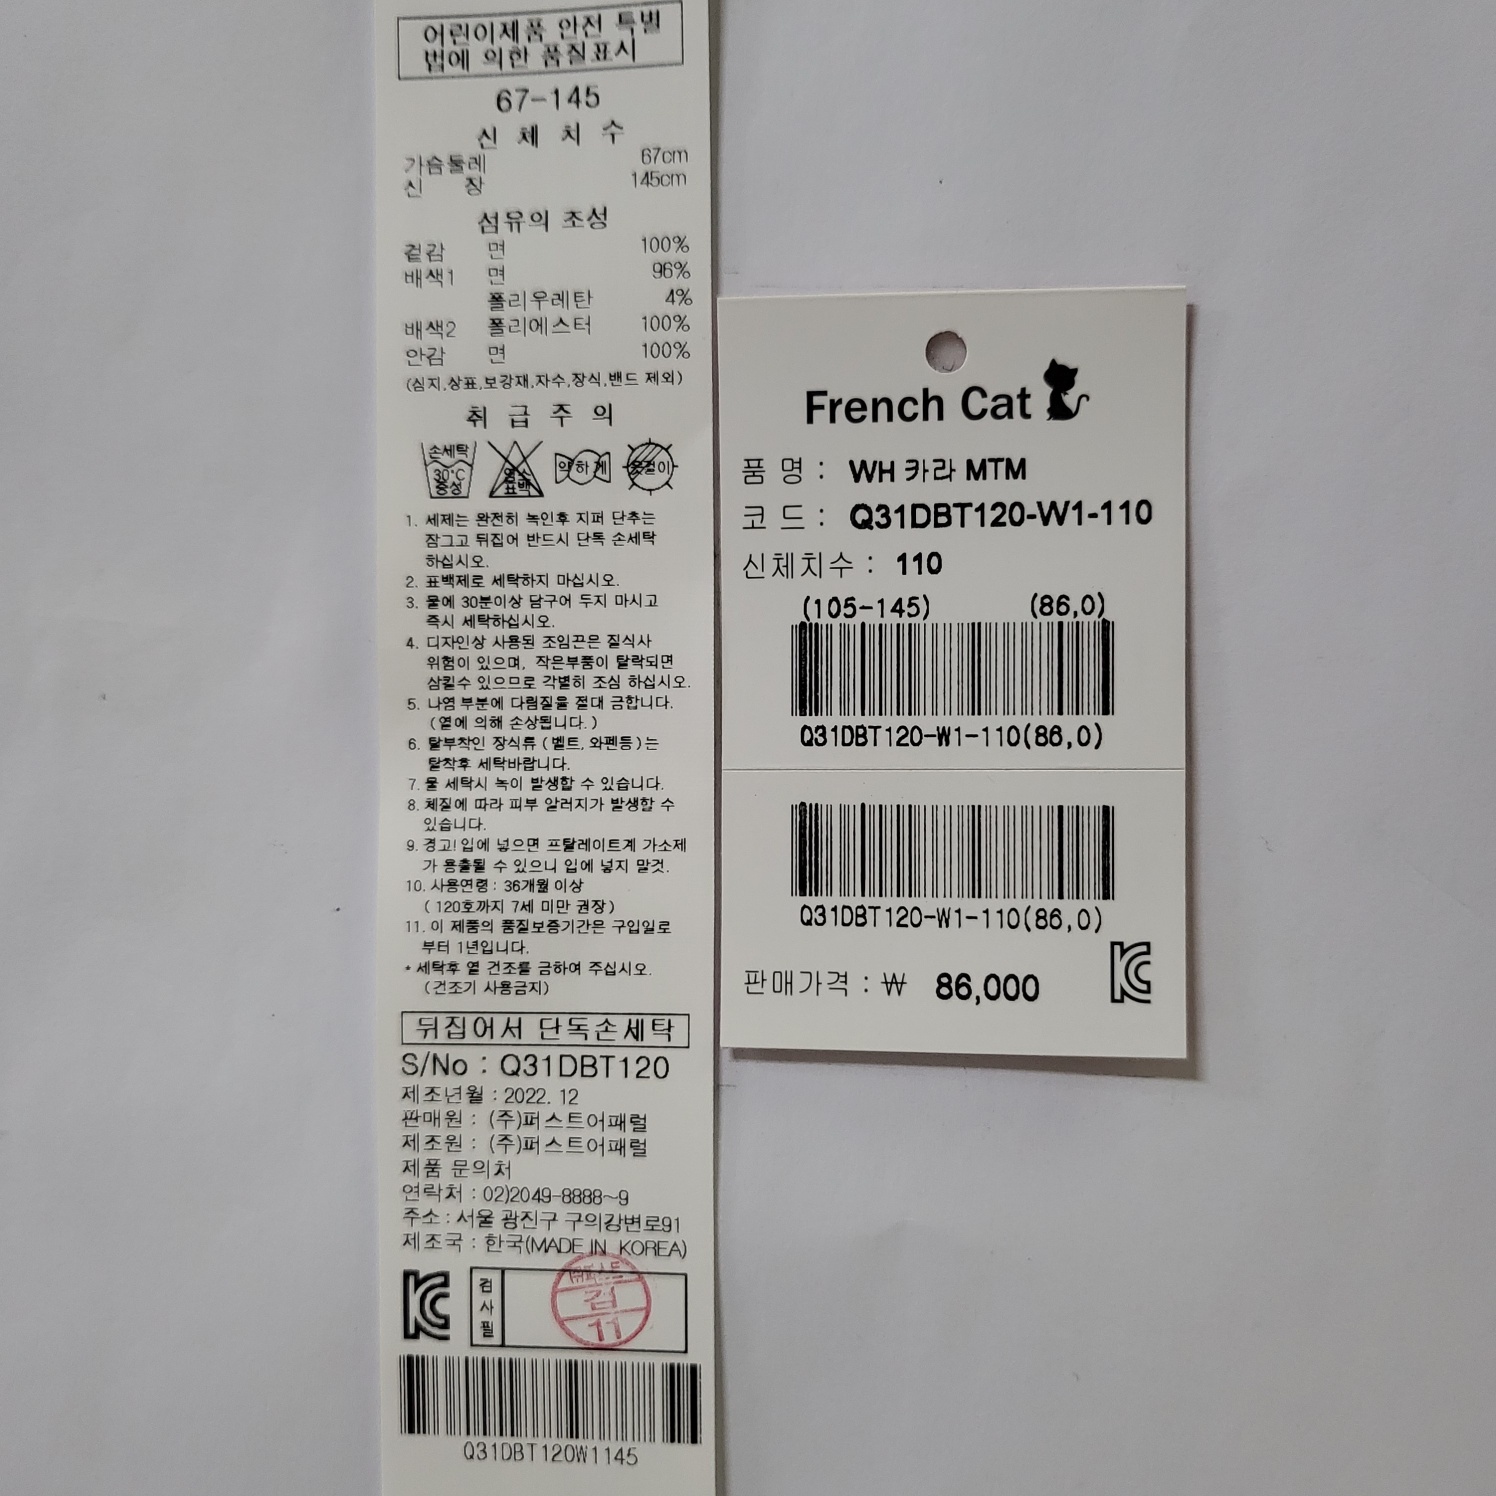 어린이제품 안전 특별
법에 의한 품질표시
67-145
신 체 치 수
가슴둘레 67cm
신 장 145cm
섬유의 조성
겉감 면 100%
배색1 면 96%
폴리우레탄 4%
배색2 폴리에스터 100%
안감 면 100%
(심지,상표,보강재,자수,장식,밴드 제외)
취 급 주 의
손세탁
30°C
중성
염소
표백
약하게
옷걸이
1. 세제는 완전히 녹인후 지퍼 단추는
잠그고 뒤집어 반드시 단독 손세탁
하십시오.
2. 표백제로 세탁하지 마십시오.
3. 물에 30분이상 담구어 두지 마시고
즉시 세탁하십시오.
4. 디자인상 사용된 조임끈은 질식사
위험이 있으며, 작은부품이 탈락되면
삼킬수 있으므로 각별히 조심 하십시오.
5. 나염 부분에 다림질을 절대 금합니다.
(열에 의해 손상됩니다.)
6. 탈부착인 장식류 (벨트, 와펜등)는
탈착후 세탁바랍니다.
7. 물 세탁시 녹이 발생할 수 있습니다.
8. 체질에 따라 피부 알러지가 발생할 수
있습니다.
9. 경고! 입에 넣으면 프탈레이트계 가소제
가 용출될 수 있으니 입에 넣지 말것.
10. 사용연령 : 36개월 이상
( 120호까지 7세 미만 권장 )
11. 이 제품의 품질보증기간은 구입일로
부터 1년입니다.
* 세탁후 열 건조를 금하여 주십시오.
(건조기 사용금지)
뒤집어서 단독손세탁
S/No : Q31DBT120
제조년월 : 2022. 12
판매원 : (주)퍼스트어패럴
제조원 : (주)퍼스트어패럴
제품 문의처
연락처 : 02)2049-8888~9
주소 : 서울 광진구 구의강변로91
제조국 : 한국(MADE IN KOREA)
KC
검사필
검
11
Q31DBT120W1145
French Cat
품 명 : WH 카라 MTM
코 드 : Q31DBT120-W1-110
신체치수 : 110
(105-145) (86,0)
Q31DBT120-W1-110(86,0)
Q31DBT120-W1-110(86,0)
KC
판매가격 : ₩ 86,000